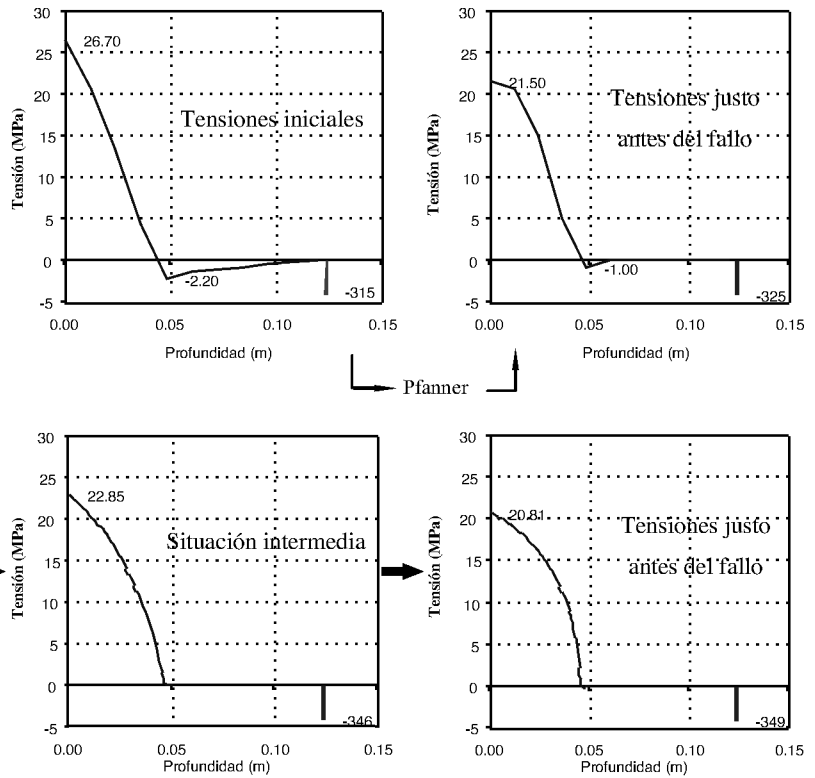 30
25
20
15
10
5
0
-5
Tensión (MPa)
26.70
Tensiones iniciales
-2.20
-315
0.00 0.05 0.10 0.15
Profundidad (m)
30
25
20
15
10
5
0
-5
Tensión (MPa)
21.50
Tensiones justo
antes del fallo
-1.00
-325
0.00 0.05 0.10 0.15
Profundidad (m)
Pfanner
30
25
20
15
10
5
0
-5
Tensión (MPa)
22.85
Situación intermedia
-346
0.00 0.05 0.10 0.15
Profundidad (m)
30
25
20
15
10
5
0
-5
Tensión (MPa)
20.81
Tensiones justo
antes del fallo
-349
0.00 0.05 0.10 0.15
Profundidad (m)